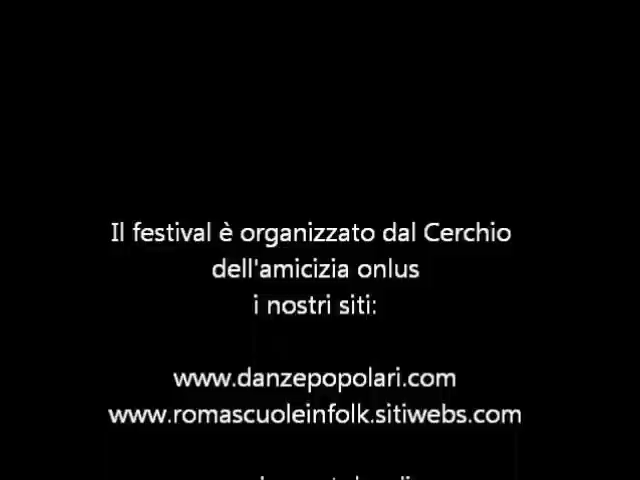 Il festival è organizzato dal Cerchio
dell'amicizia onlus
i nostri siti:
www.danzepopolari.com
www.romascuoleinfolk.sitiwebs.com